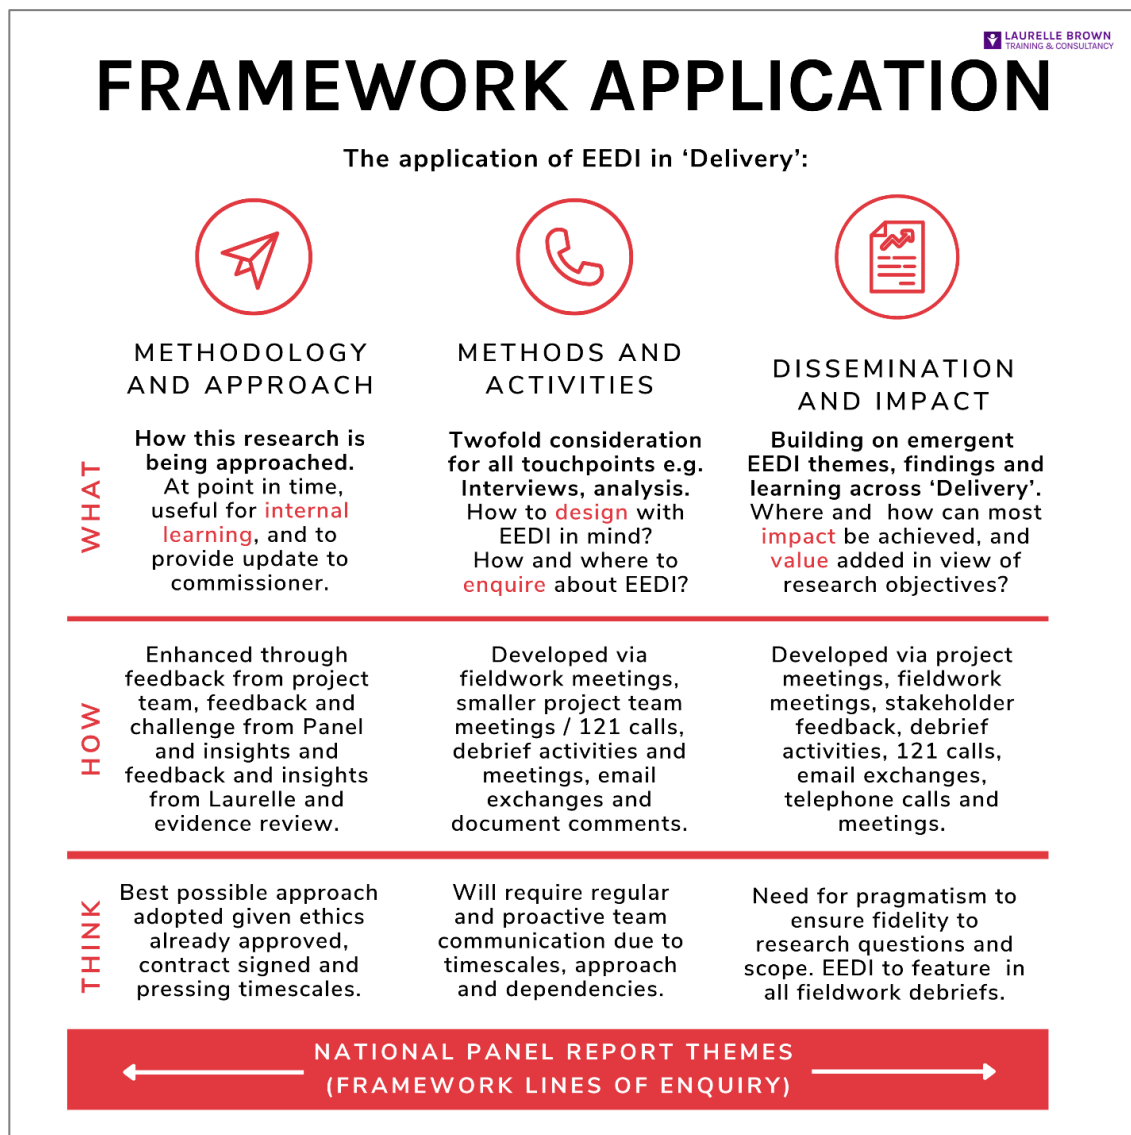 LAURELLE BROWN
TRAINING & CONSULTANCY
FRAMEWORK APPLICATION
The application of EEDI in ‘Delivery’:
METHODOLOGY
AND APPROACH
METHODS AND
ACTIVITIES
DISSEMINATION
AND IMPACT
WHAT
How this research is
being approached.
At point in time,
useful for internal
learning, and to
provide update to
commissioner.
Twofold consideration
for all touchpoints e.g.
Interviews, analysis.
How to design with
EEDI in mind?
How and where to
enquire about EEDI?
Building on emergent
EEDI themes, findings and
learning across ‘Delivery’.
Where and how can most
impact be achieved, and
value added in view of
research objectives?
HOW
Enhanced through
feedback from project
team, feedback and
challenge from Panel
and insights and
feedback and insights
from Laurelle and
evidence review.
Developed via
fieldwork meetings,
smaller project team
meetings / 121 calls,
debrief activities and
meetings, email
exchanges and
document comments.
Developed via project
meetings, fieldwork
meetings, stakeholder
feedback, debrief
activities, 121 calls,
email exchanges,
telephone calls and
meetings.
THINK
Best possible approach
adopted given ethics
already approved,
contract signed and
pressing timescales.
Will require regular
and proactive team
communication due to
timescales, approach
and dependencies.
Need for pragmatism to
ensure fidelity to
research questions and
scope. EEDI to feature in
all fieldwork debriefs.
NATIONAL PANEL REPORT THEMES
(FRAMEWORK LINES OF ENQUIRY)